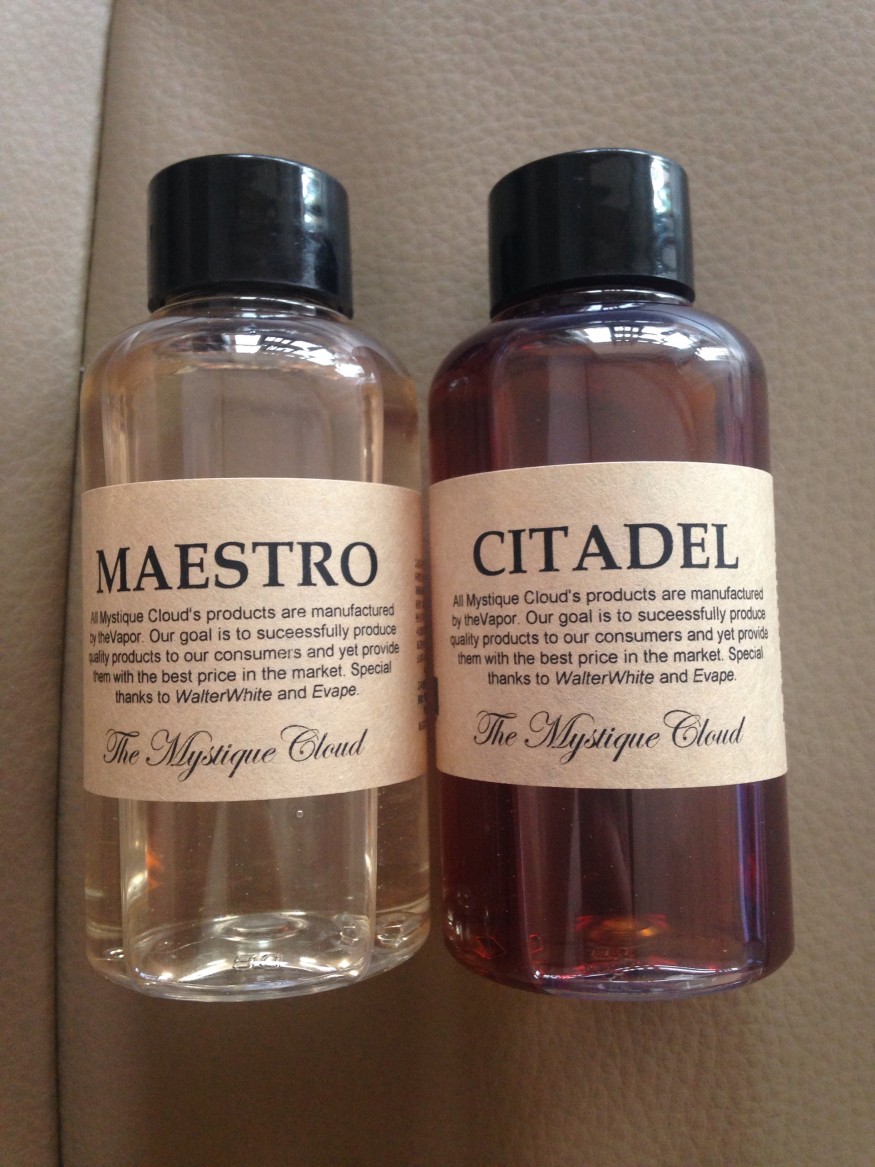 MAESTRO
All Mystique Cloud's products are manufactured
by theVapor. Our goal is to suceessfully produce
quality products to our consumers and yet provide
them with the best price in the market. Special
thanks to WalterWhite and Evape.
The Mystique Cloud
CITADEL
All Mystique Cloud's products are manufactured
by theVapor. Our goal is to suceessfully produce
quality products to our consumers and yet provide
them with the best price in the market. Special
thanks to WalterWhite and Evape.
The Mystique Cloud